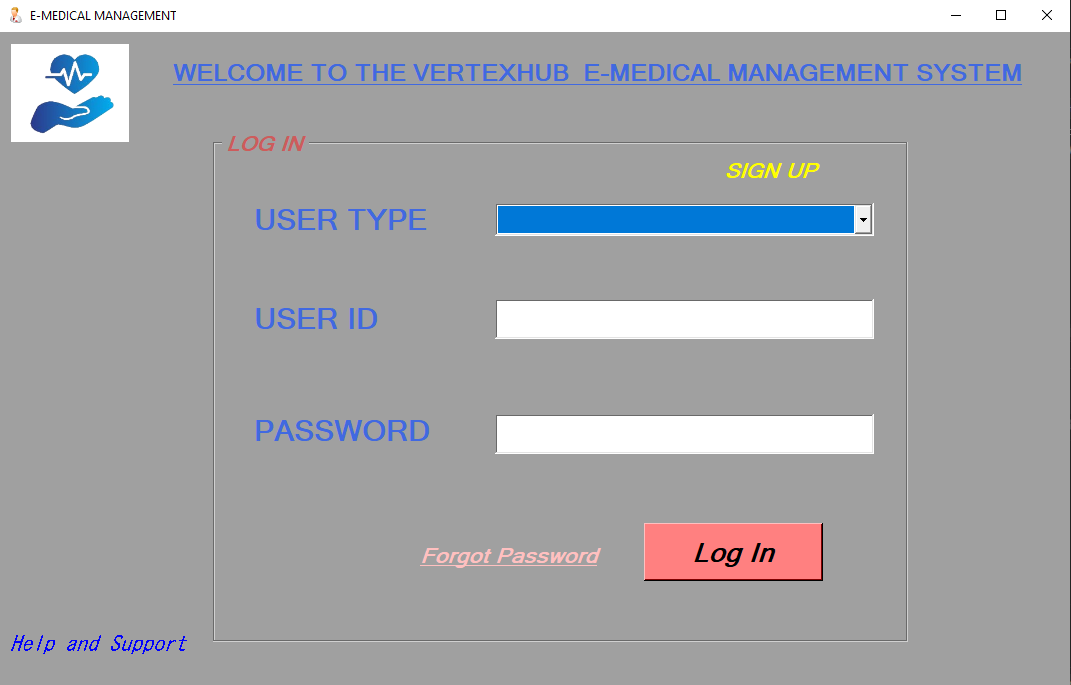 E-MEDICAL MANAGEMENT
WELCOME TO THE VERTEXHUB  E-MEDICAL MANAGEMENT SYSTEM
LOG IN
SIGN UP
USER TYPE
USER ID
PASSWORD
Forgot Password
Log In
Help and Support